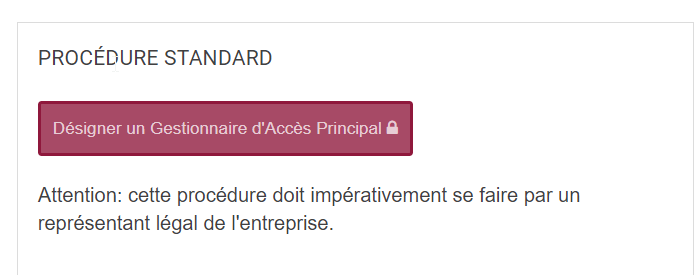 PROCÉDURE STANDARD
Désigner un Gestionnaire d'Accès Principal
Attention: cette procédure doit impérativement se faire par un
représentant légal de l'entreprise.